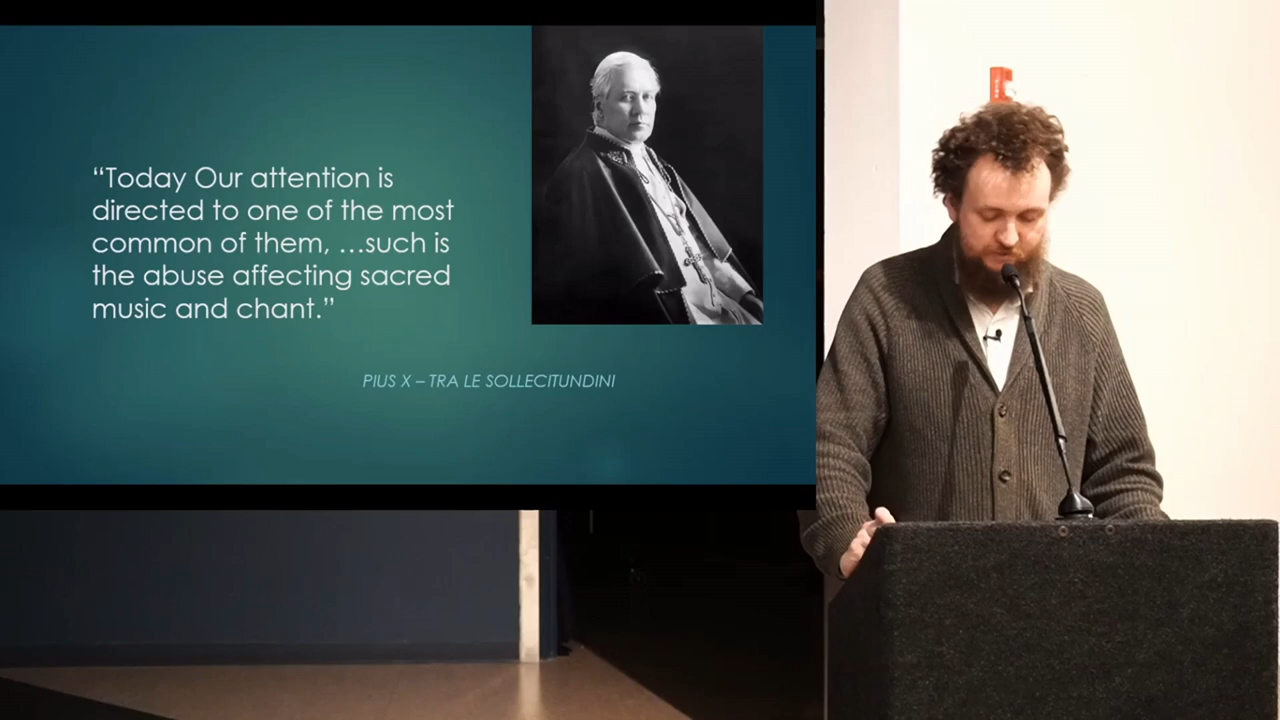 “Today Our attention is
directed to one of the most
common of them, …such is
the abuse affecting sacred
music and chant.”
PIUS X – TRA LE SOLLECITUNDINI